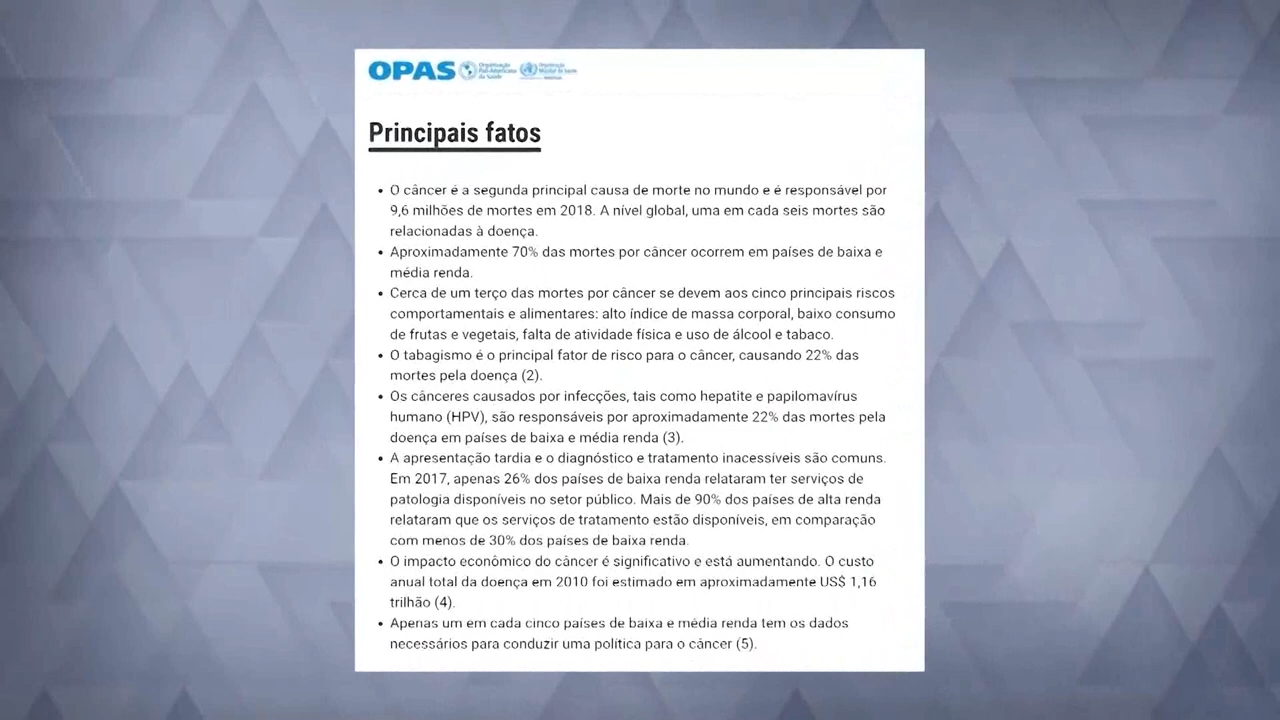 OPAS
Organização
Pan-Americana
da Saúde
Organização
Mundial da Saúde
Principais fatos
• O câncer é a segunda principal causa de morte no mundo e é responsável por
9,6 milhões de mortes em 2018. A nível global, uma em cada seis mortes são
relacionadas à doença.
• Aproximadamente 70% das mortes por câncer ocorrem em países de baixa e
média renda.
• Cerca de um terço das mortes por câncer se devem aos cinco principais riscos
comportamentais e alimentares: alto índice de massa corporal, baixo consumo
de frutas e vegetais, falta de atividade física e uso de álcool e tabaco.
• O tabagismo é o principal fator de risco para o câncer, causando 22% das
mortes pela doença (2).
• Os cânceres causados por infecções, tais como hepatite e papilomavírus
humano (HPV), são responsáveis por aproximadamente 22% das mortes pela
doença em países de baixa e média renda (3).
• A apresentação tardia e o diagnóstico e tratamento inacessíveis são comuns.
Em 2017, apenas 26% dos países de baixa renda relataram ter serviços de
patologia disponíveis no setor público. Mais de 90% dos países de alta renda
relataram que os serviços de tratamento estão disponíveis, em comparação
com menos de 30% dos países de baixa renda.
• O impacto econômico do câncer é significativo e está aumentando. O custo
anual total da doença em 2010 foi estimado em aproximadamente US$ 1,16
trilhão (4).
• Apenas um em cada cinco países de baixa e média renda tem os dados
necessários para conduzir uma política para o câncer (5).